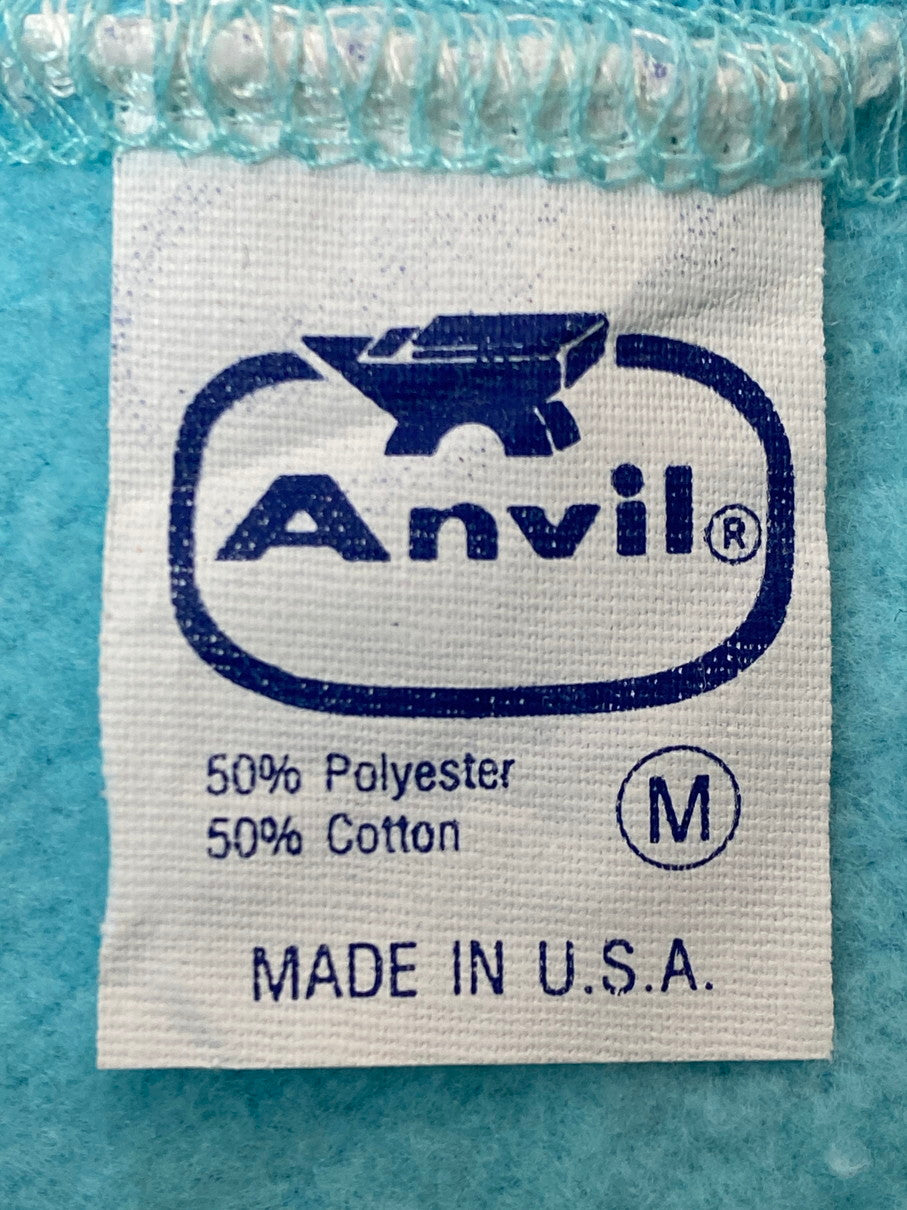 Anvil®
50% Polyester
50% Cotton
M
MADE IN U.S.A.